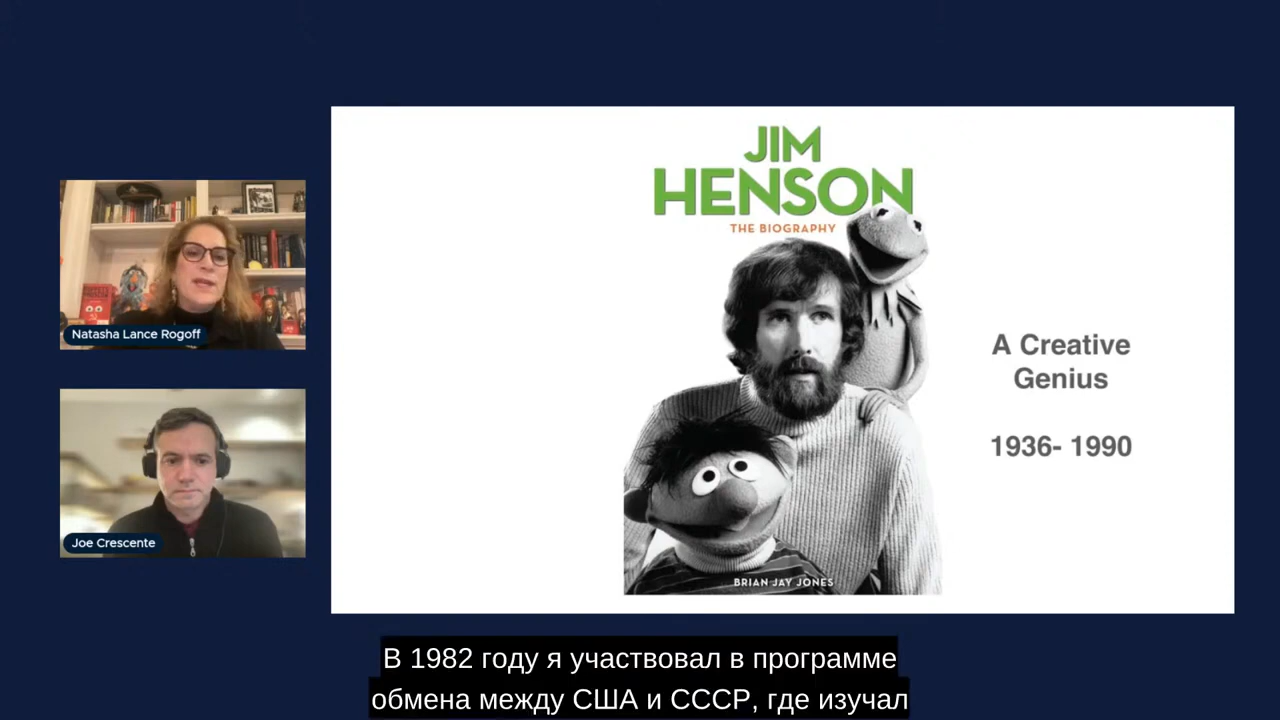 JIM
HENSON
THE BIOGRAPHY
A Creative
Genius
1936- 1990
BRIAN JAY JONES
Natasha Lance Rogoff
Joe Crescente
В 1982 году я участвовал в программе
обмена между США и СССР, где изучал